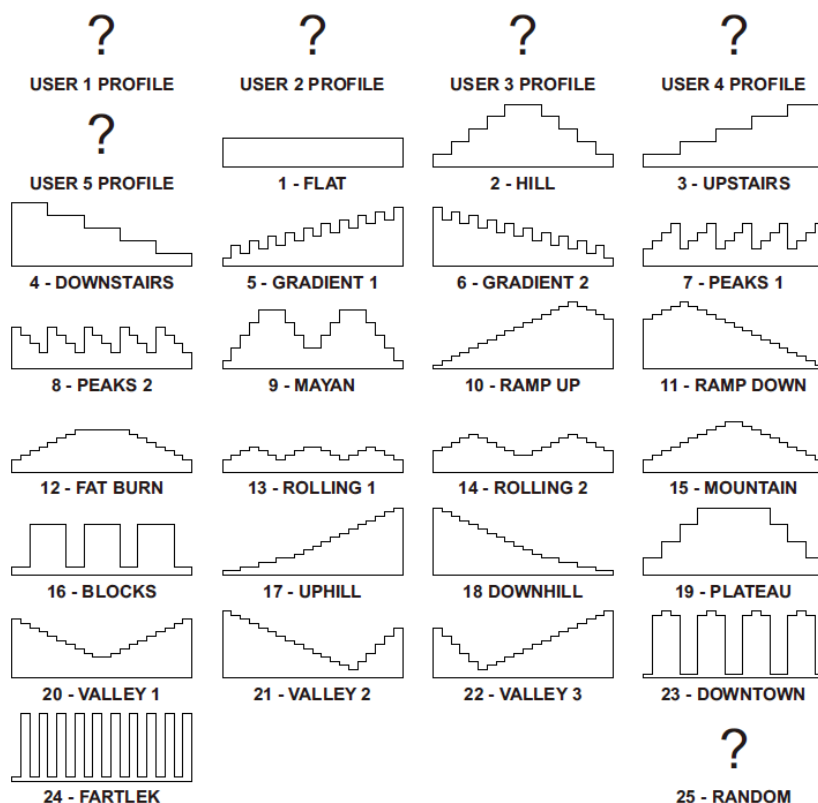 ?
?
?
?
USER 1 PROFILE
USER 2 PROFILE
USER 3 PROFILE
USER 4 PROFILE
?
USER 5 PROFILE
1 - FLAT
2 - HILL
3 - UPSTAIRS
4 - DOWNSTAIRS
5 - GRADIENT 1
6 - GRADIENT 2
7 - PEAKS 1
8 - PEAKS 2
9 - MAYAN
10 - RAMP UP
11 - RAMP DOWN
12 - FAT BURN
13 - ROLLING 1
14 - ROLLING 2
15 - MOUNTAIN
16 - BLOCKS
17 - UPHILL
18 DOWNHILL
19 - PLATEAU
20 - VALLEY 1
21 - VALLEY 2
22 - VALLEY 3
23 - DOWNTOWN
24 - FARTLEK
?
25 - RANDOM